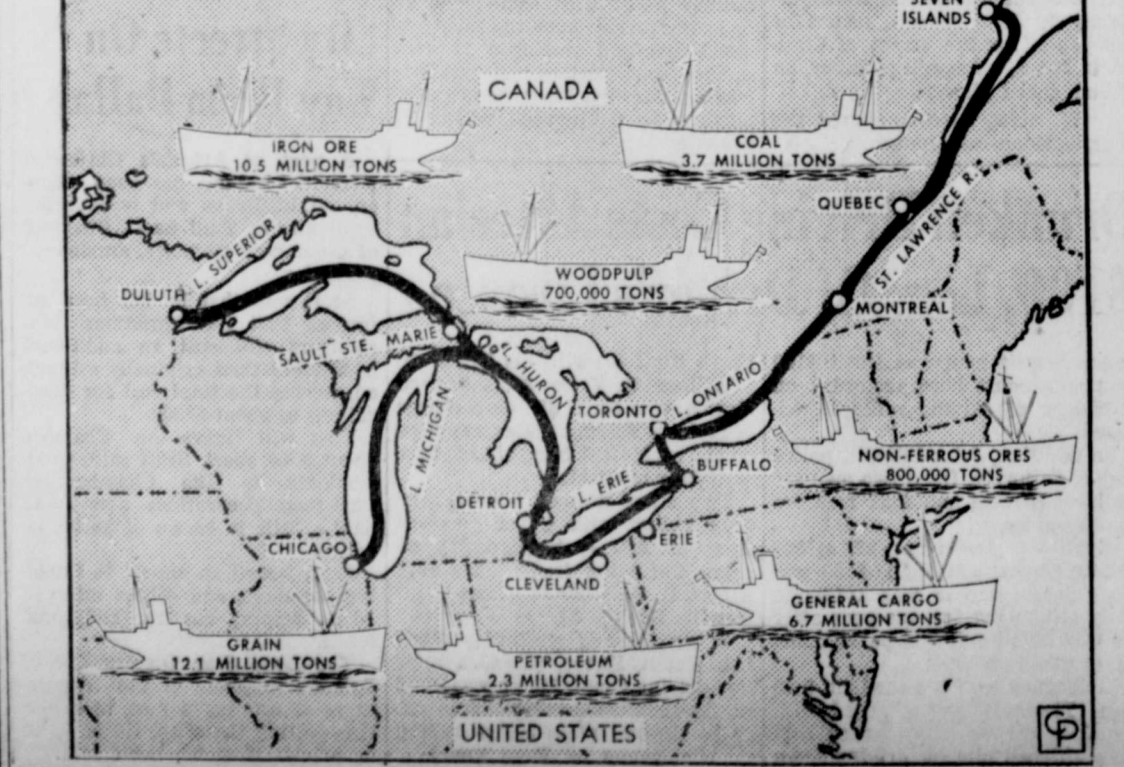 SEVEN
ISLANDS
CANADA
IRON ORE
10.5 MILLION TONS
COAL
3.7 MILLION TONS
QUEBEC
ST. LAWRENCE R.
L. SUPERIOR
WOODPULP
700,000 TONS
DULUTH
MONTREAL
SAULT STE. MARIE
L. HURON
L. MICHIGAN
TORONTO
L. ONTARIO
NON-FERROUS ORES
800,000 TONS
BUFFALO
L. ERIE
DETROIT
ERIE
CHICAGO
CLEVELAND
GENERAL CARGO
6.7 MILLION TONS
GRAIN
12.1 MILLION TONS
PETROLEUM
2.3 MILLION TONS
UNITED STATES
CP